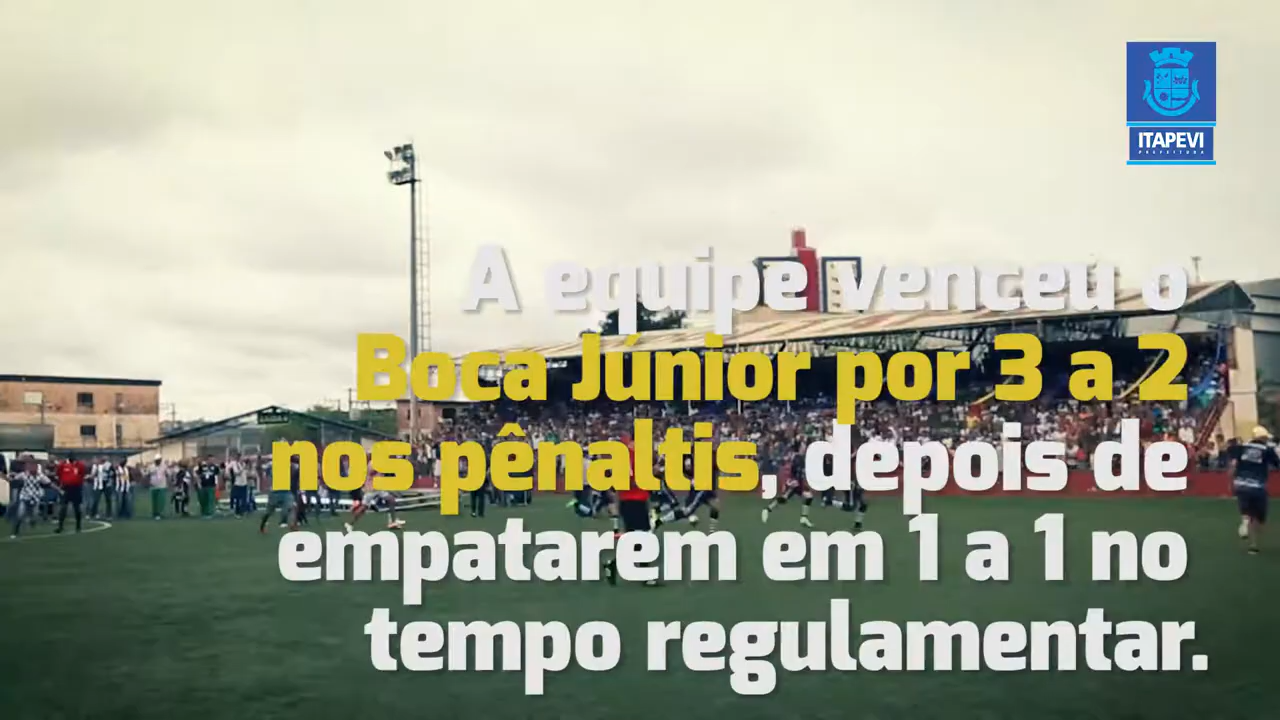 ITAPEVI
PREFEITURA
A equipe venceu o
Boca Júnior por 3 a 2
nos pênaltis, depois de
empatarem em 1 a 1 no
tempo regulamentar.